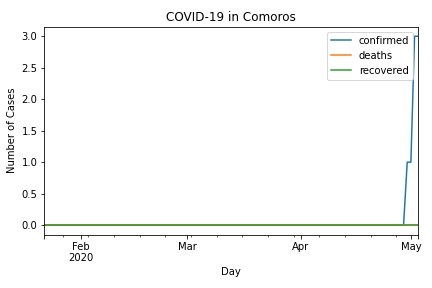 COVID-19 in Comoros
confirmed
deaths
recovered
Number of Cases
3.0
2.5
2.0
1.5
1.0
0.5
0.0
Feb
2020
Mar
Apr
May
Day